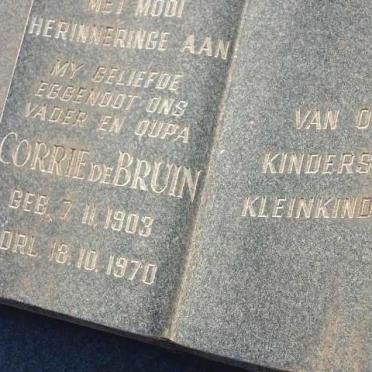 MET MOOI
HERINNERINGE AAN
MY GELIEFDE
EGGENOOT ONS
VADER EN OUPA
CORRIE DE BRUIN
GEB. 7.11.1903
ORL 18.10.1970
VAN O
KINDERS
KLEINKIND